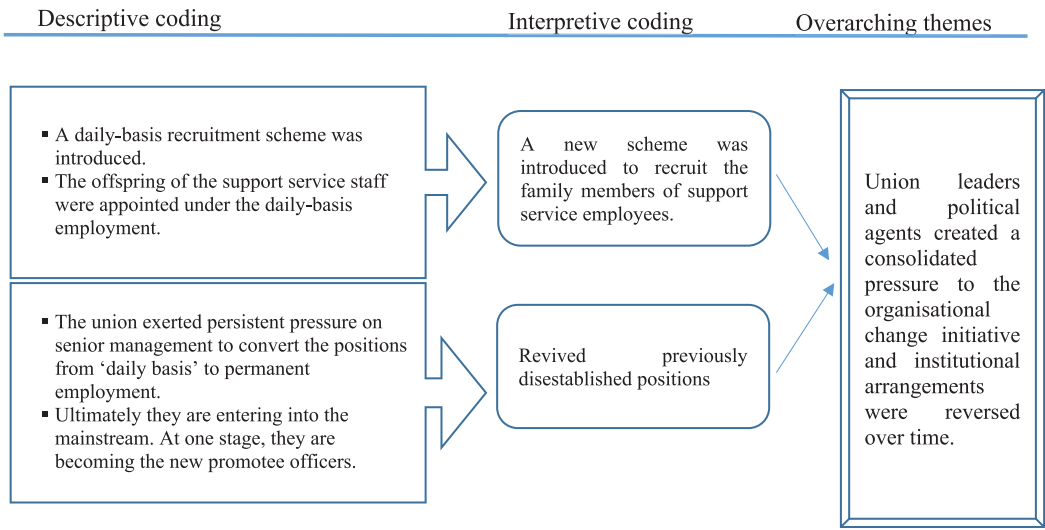 Descriptive coding
Interpretive coding
Overarching themes
▪ A daily-basis recruitment scheme was
introduced.
▪ The offspring of the support service staff
were appointed under the daily-basis
employment.
A new scheme was
introduced to recruit the
family members of support
service employees.
▪ The union exerted persistent pressure on
senior management to convert the positions
from ‘daily basis’ to permanent
employment.
▪ Ultimately they are entering into the
mainstream. At one stage, they are
becoming the new promotee officers.
Revived previously
disestablished positions
Union leaders
and political
agents created a
consolidated
pressure to the
organisational
change initiative
and institutional
arrangements
were reversed
over time.